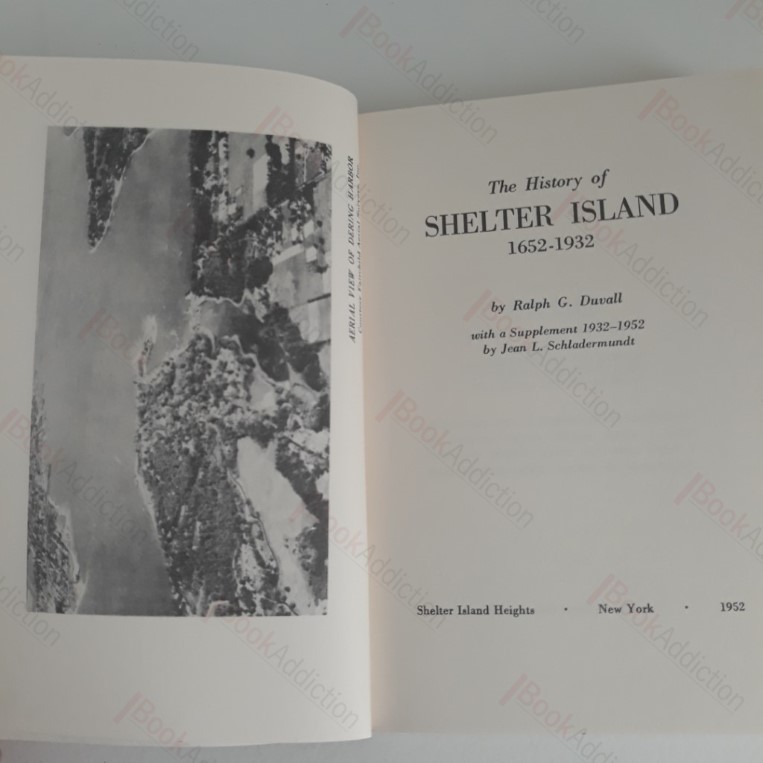 AERIAL VIEW OF DERING HARBOR
The History of
SHELTER ISLAND
1652-1932
by Ralph G. Duvall
with a Supplement 1932–1952
by Jean L. Schladermundt
Shelter Island Heights · New York · 1952
BookAddiction